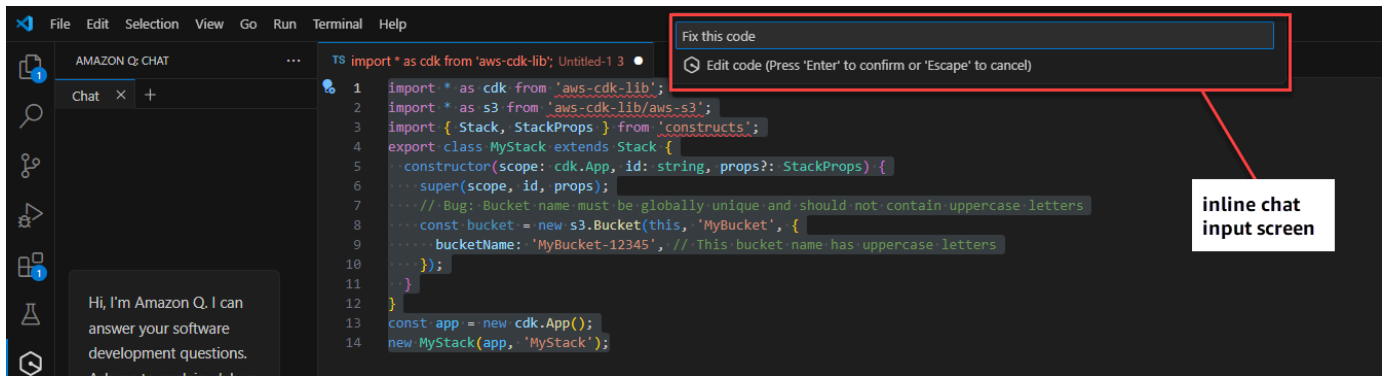 File Edit Selection View Go Run Terminal Help
AMAZON Q: CHAT ...
Chat
Hi, I'm Amazon Q. I can
answer your software
development questions.
TS import * as cdk from 'aws-cdk-lib'; Untitled-1 3
1 import * as cdk from 'aws-cdk-lib';
2 import * as s3 from 'aws-cdk-lib/aws-s3';
3 import { Stack, StackProps } from 'constructs';
4 export class MyStack extends Stack {
5 constructor(scope: cdk.App, id: string, props?: StackProps) {
6 super(scope, id, props);
7 // Bug: Bucket name must be globally unique and should not contain uppercase letters
8 const bucket = new s3.Bucket(this, 'MyBucket', {
9 bucketName: 'MyBucket-12345', // This bucket name has uppercase letters
10 });
11 }
12 }
13 const app = new cdk.App();
14 new MyStack(app, 'MyStack');
Fix this code
Edit code (Press 'Enter' to confirm or 'Escape' to cancel)
inline chat
input screen
1
1